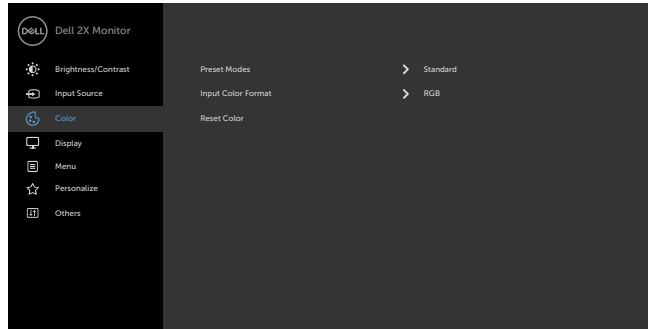 DELL Dell 2X Monitor
Brightness/Contrast Preset Modes Standard
Input Source Input Color Format RGB
Color Reset Color
Display
Menu
Personalize
Others